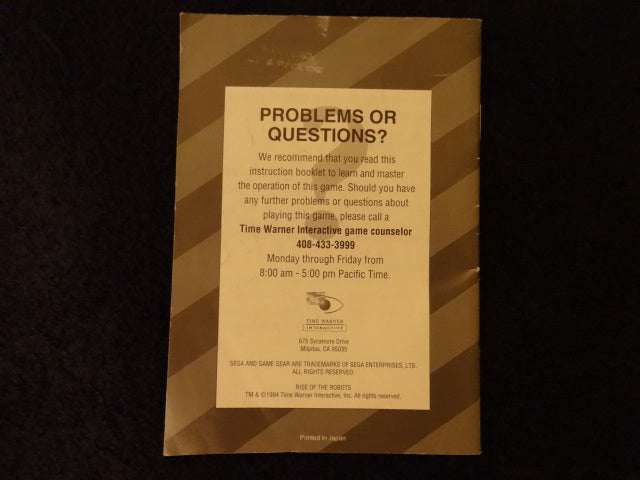 PROBLEMS OR
QUESTIONS?
We recommend that you read this
instruction booklet to learn and master
the operation of this game. Should you have
any further problems or questions about
playing this game, please call a
Time Warner Interactive game counselor
408-433-3999
Monday through Friday from
8:00 am - 5:00 pm Pacific Time.
TIME WARNER
INTERACTIVE
675 Sycamore Drive
Milpitas, CA 95035
SEGA AND GAME GEAR ARE TRADEMARKS OF SEGA ENTERPRISES, LTD.
ALL RIGHTS RESERVED.
RISE OF THE ROBOTS
TM & ©1994 Time Warner Interactive, Inc. All rights reserved.
Printed in Japan